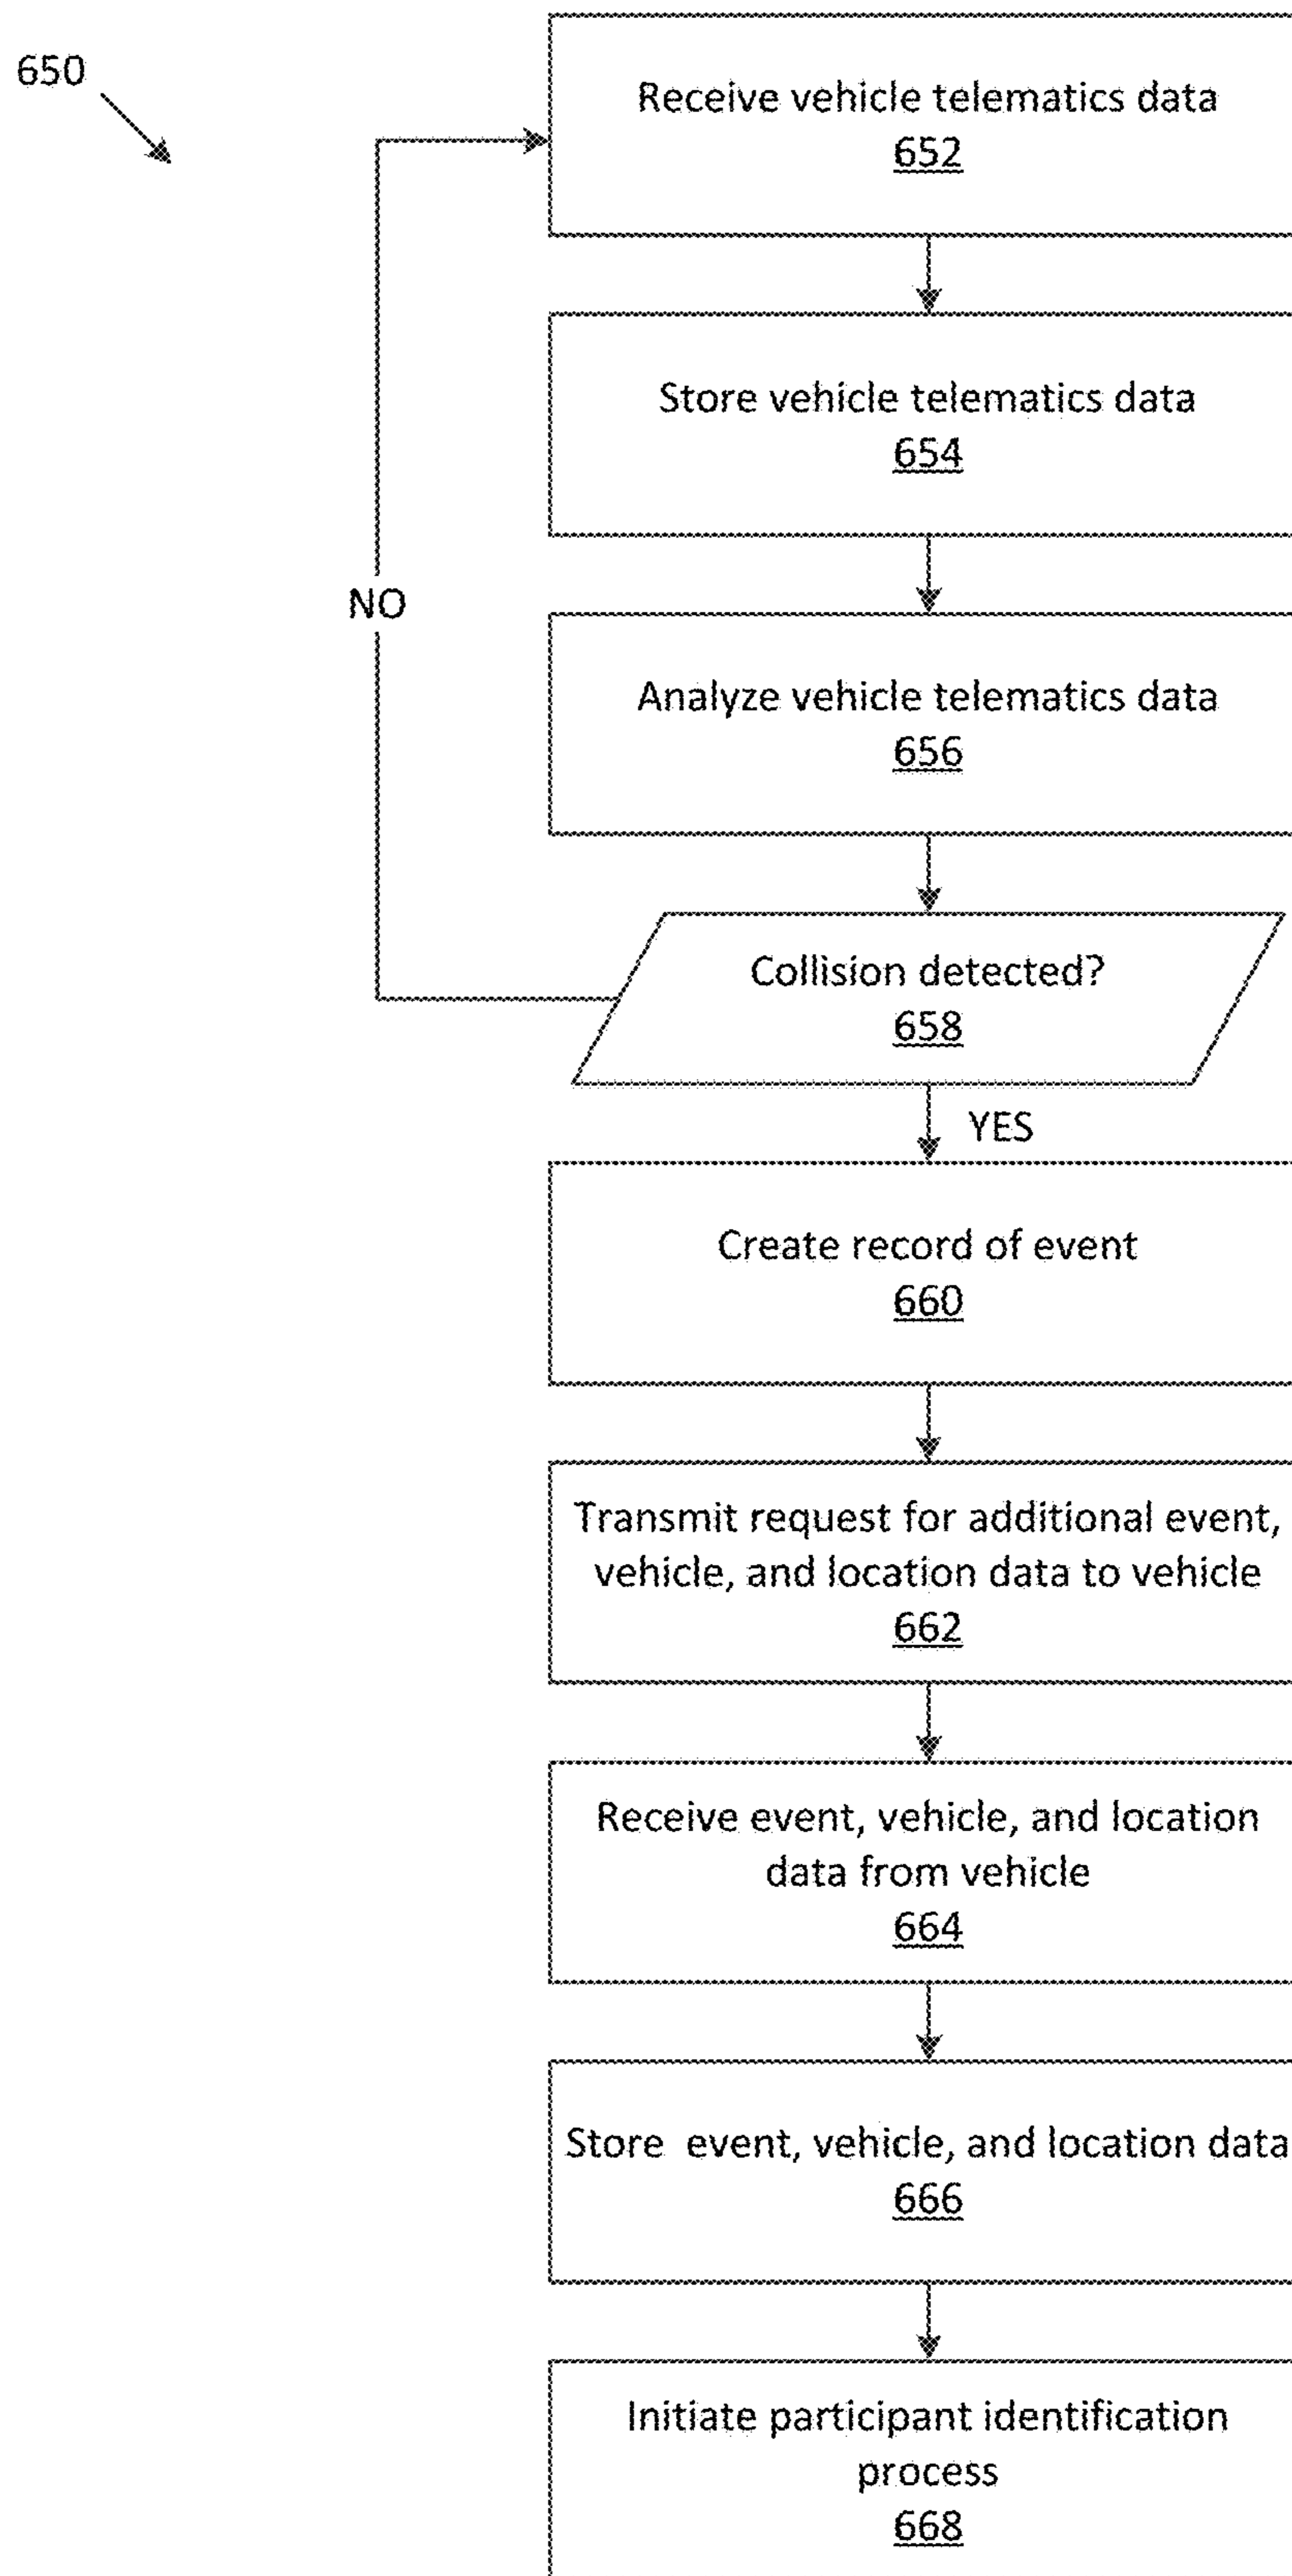 650
Receive vehicle telematics data
652
Store vehicle telematics data
654
NO
Analyze vehicle telematics data
656
Collision detected?
658
YES
Create record of event
660
Transmit request for additional event,
vehicle, and location data to vehicle
662
Receive event, vehicle, and location
data from vehicle
664
Store event, vehicle, and location data
666
Initiate participant identification
process
668